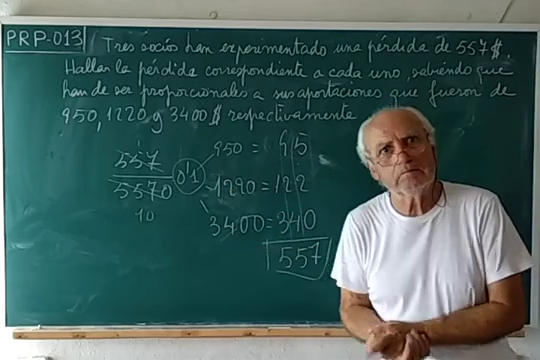 PRP-013 Tres socios han experimentado una pérdida de 557 $.
Hallar la pérdida correspondiente a cada uno, sabiendo que
han de ser proporcionales a sus aportaciones que fueron de
950, 1220 y 3400 $ respectivamente
950 = 95
557
5570
0'1
1220 = 122
10
3400 = 340
557